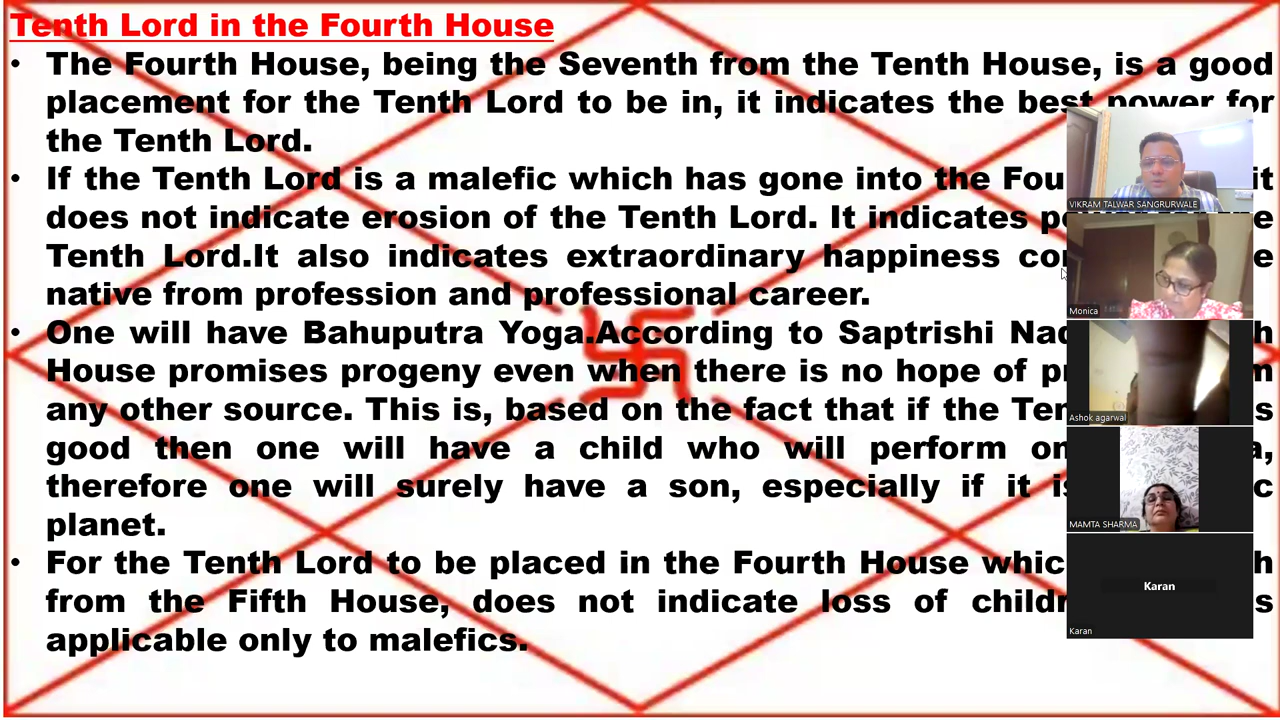 Tenth Lord in the Fourth House
• The Fourth House, being the Seventh from the Tenth House, is a good
placement for the Tenth Lord to be in, it indicates the best power for
the Tenth Lord.
• If the Tenth Lord is a malefic which has gone into the it
does not indicate erosion of the Tenth Lord. It indicates
Tenth Lord.It also indicates extraordinary happiness
native from profession and professional career.
• One will have Bahuputra Yoga.According to Saptrishi
House promises progeny even when there is no hope of
any other source. This is, based on the fact that if the
good then one will have a child who will perform
therefore one will surely have a son, especially if it
planet.
• For the Tenth Lord to be placed in the Fourth House
from the Fifth House, does not indicate loss of
applicable only to malefics.
VIKRAM TALWAR SANGRURWALE
Monica
Ashok agarwal
MAMTA SHARMA
Karan
Karan